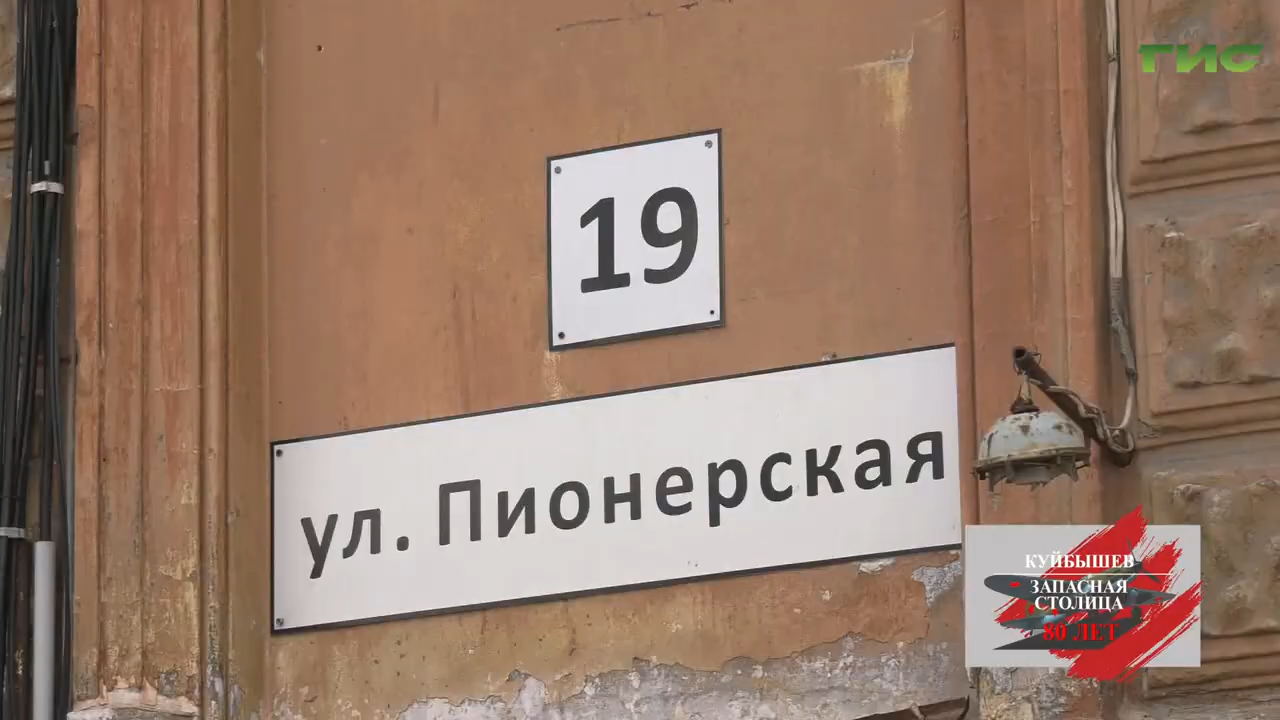 ГИС
19
ул. Пионерская
КУЙБЫШЕВ
ЗАПАСНАЯ
СТОЛИЦА
80 ЛЕТ